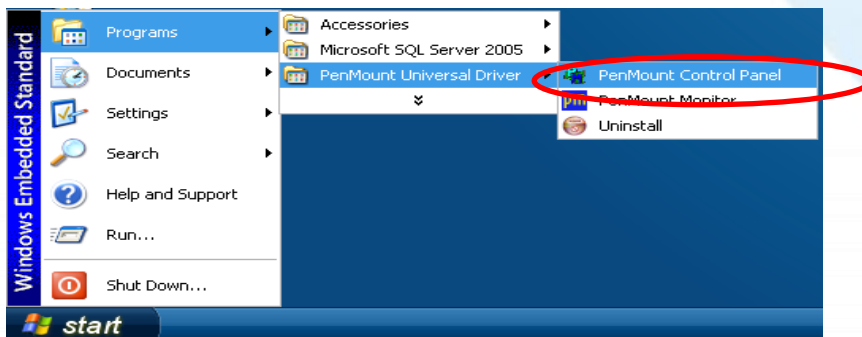 Windows Embedded Standard
Programs
Documents
Settings
Search
Help and Support
Run...
Shut Down...
Accessories
Microsoft SQL Server 2005
PenMount Universal Driver
PenMount Control Panel
pm PenMount Monitor
Uninstall
start